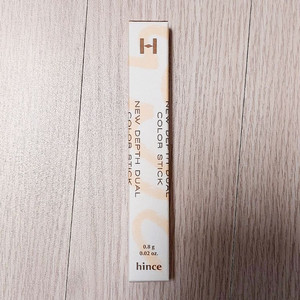 H
NEW DEPTH DUAL
COLOR STICK
NEW DEPTH DUAL
COLOR STICK
0.8 g
0.02 oz.
hince